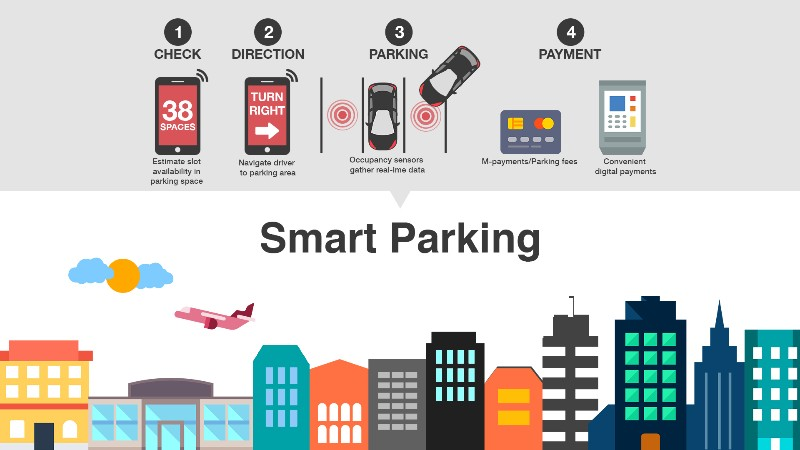 1
CHECK
38
SPACES
Estimate slot
availability in
parking space
2
DIRECTION
TURN
RIGHT
Navigate driver
to parking area
3
PARKING
Occupancy sensors
gather real-ime data
4
PAYMENT
M-payments/Parking fees
Convenient
digital payments
Smart Parking